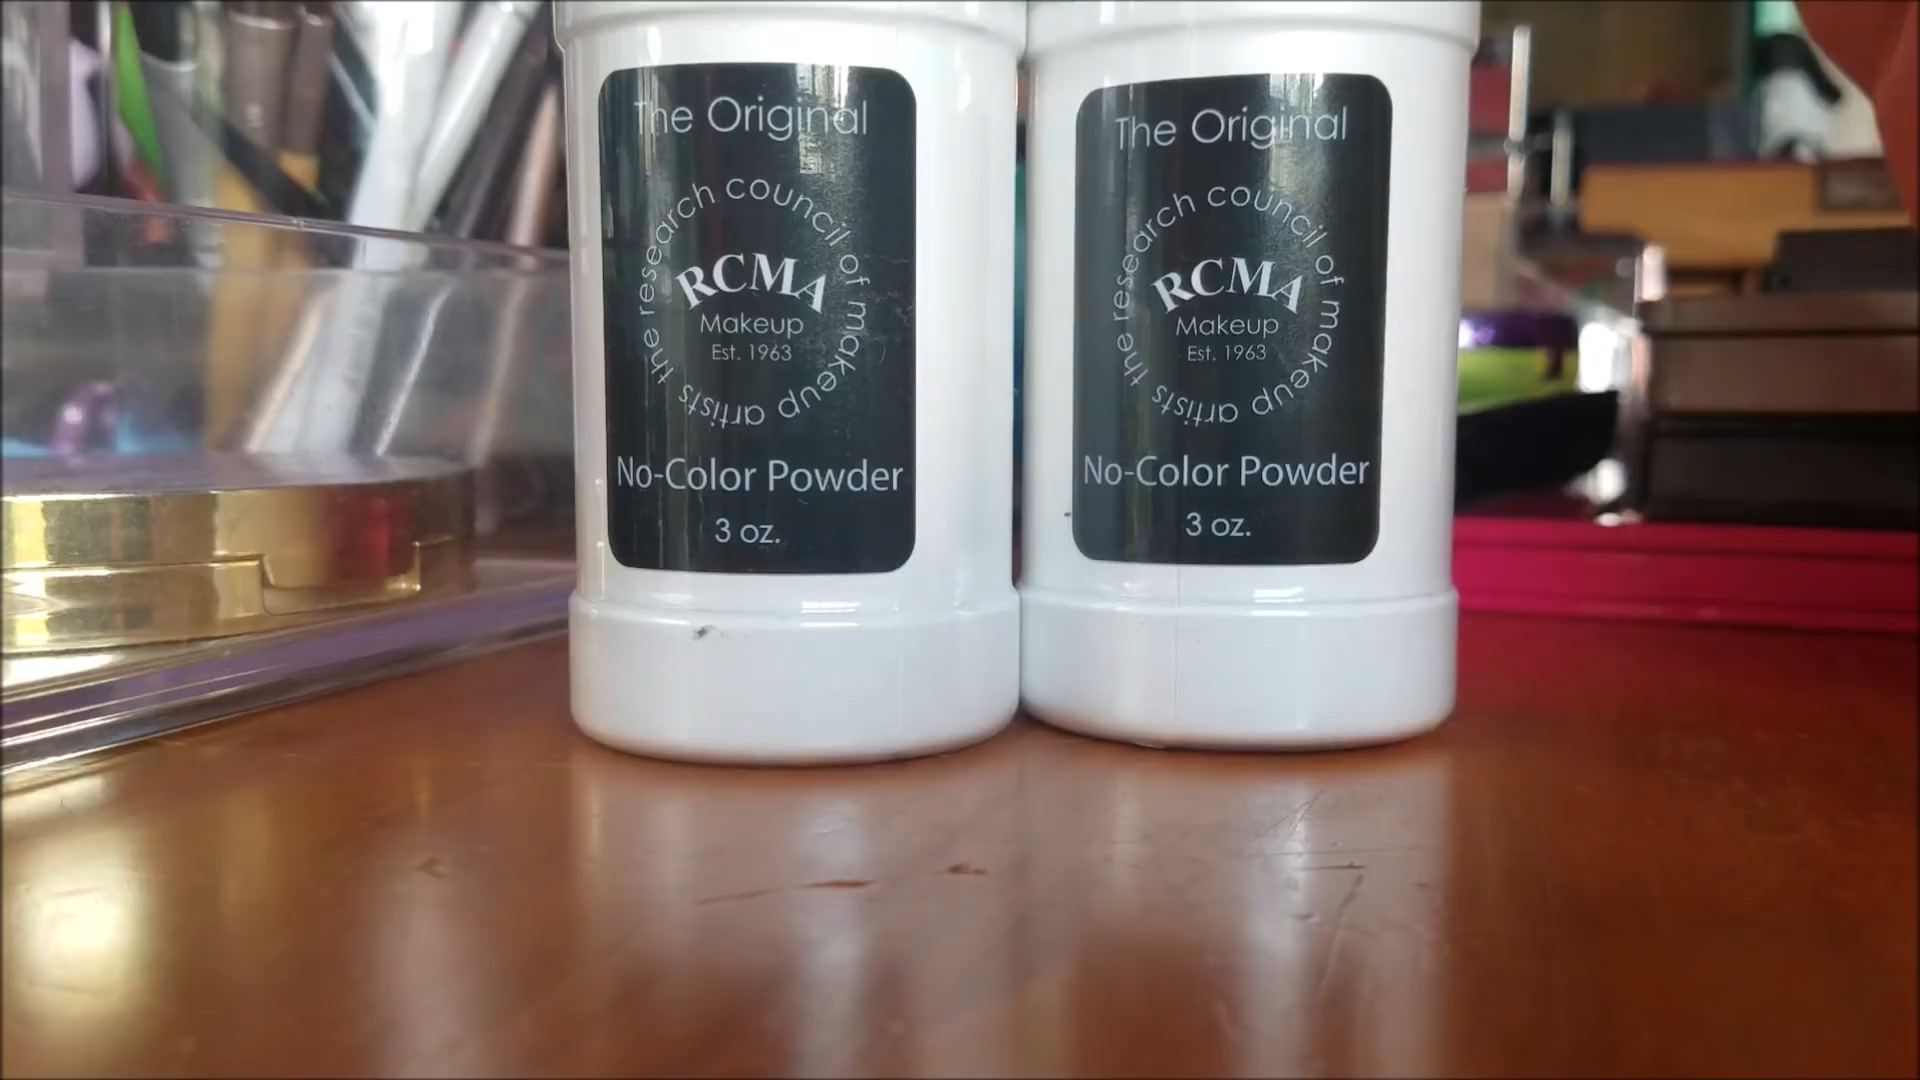 The Original
the research council of makeup artists
RCMA
Makeup
Est. 1963
No-Color Powder
3 oz.
The Original
the research council of makeup artists
RCMA
Makeup
Est. 1963
No-Color Powder
3 oz.